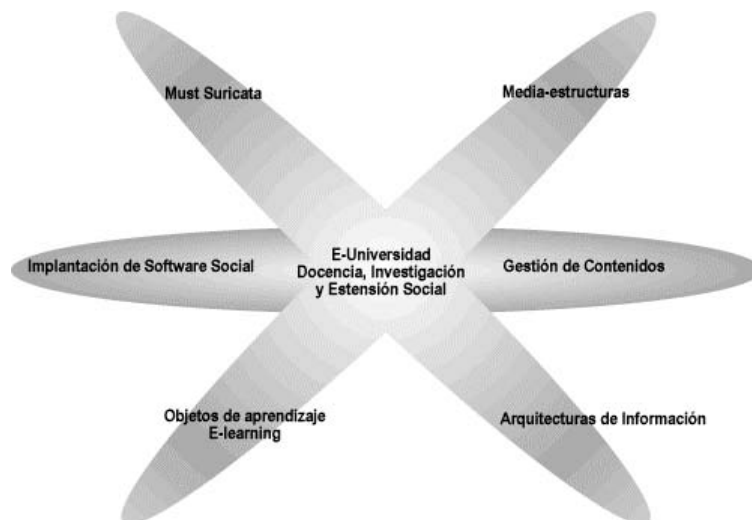 Must Suricata
Media-estructuras
Implantación de Software Social
E-Universidad
Docencia, Investigación
y Estensión Social
Gestión de Contenidos
Objetos de aprendizaje
E-learning
Arquitecturas de Información